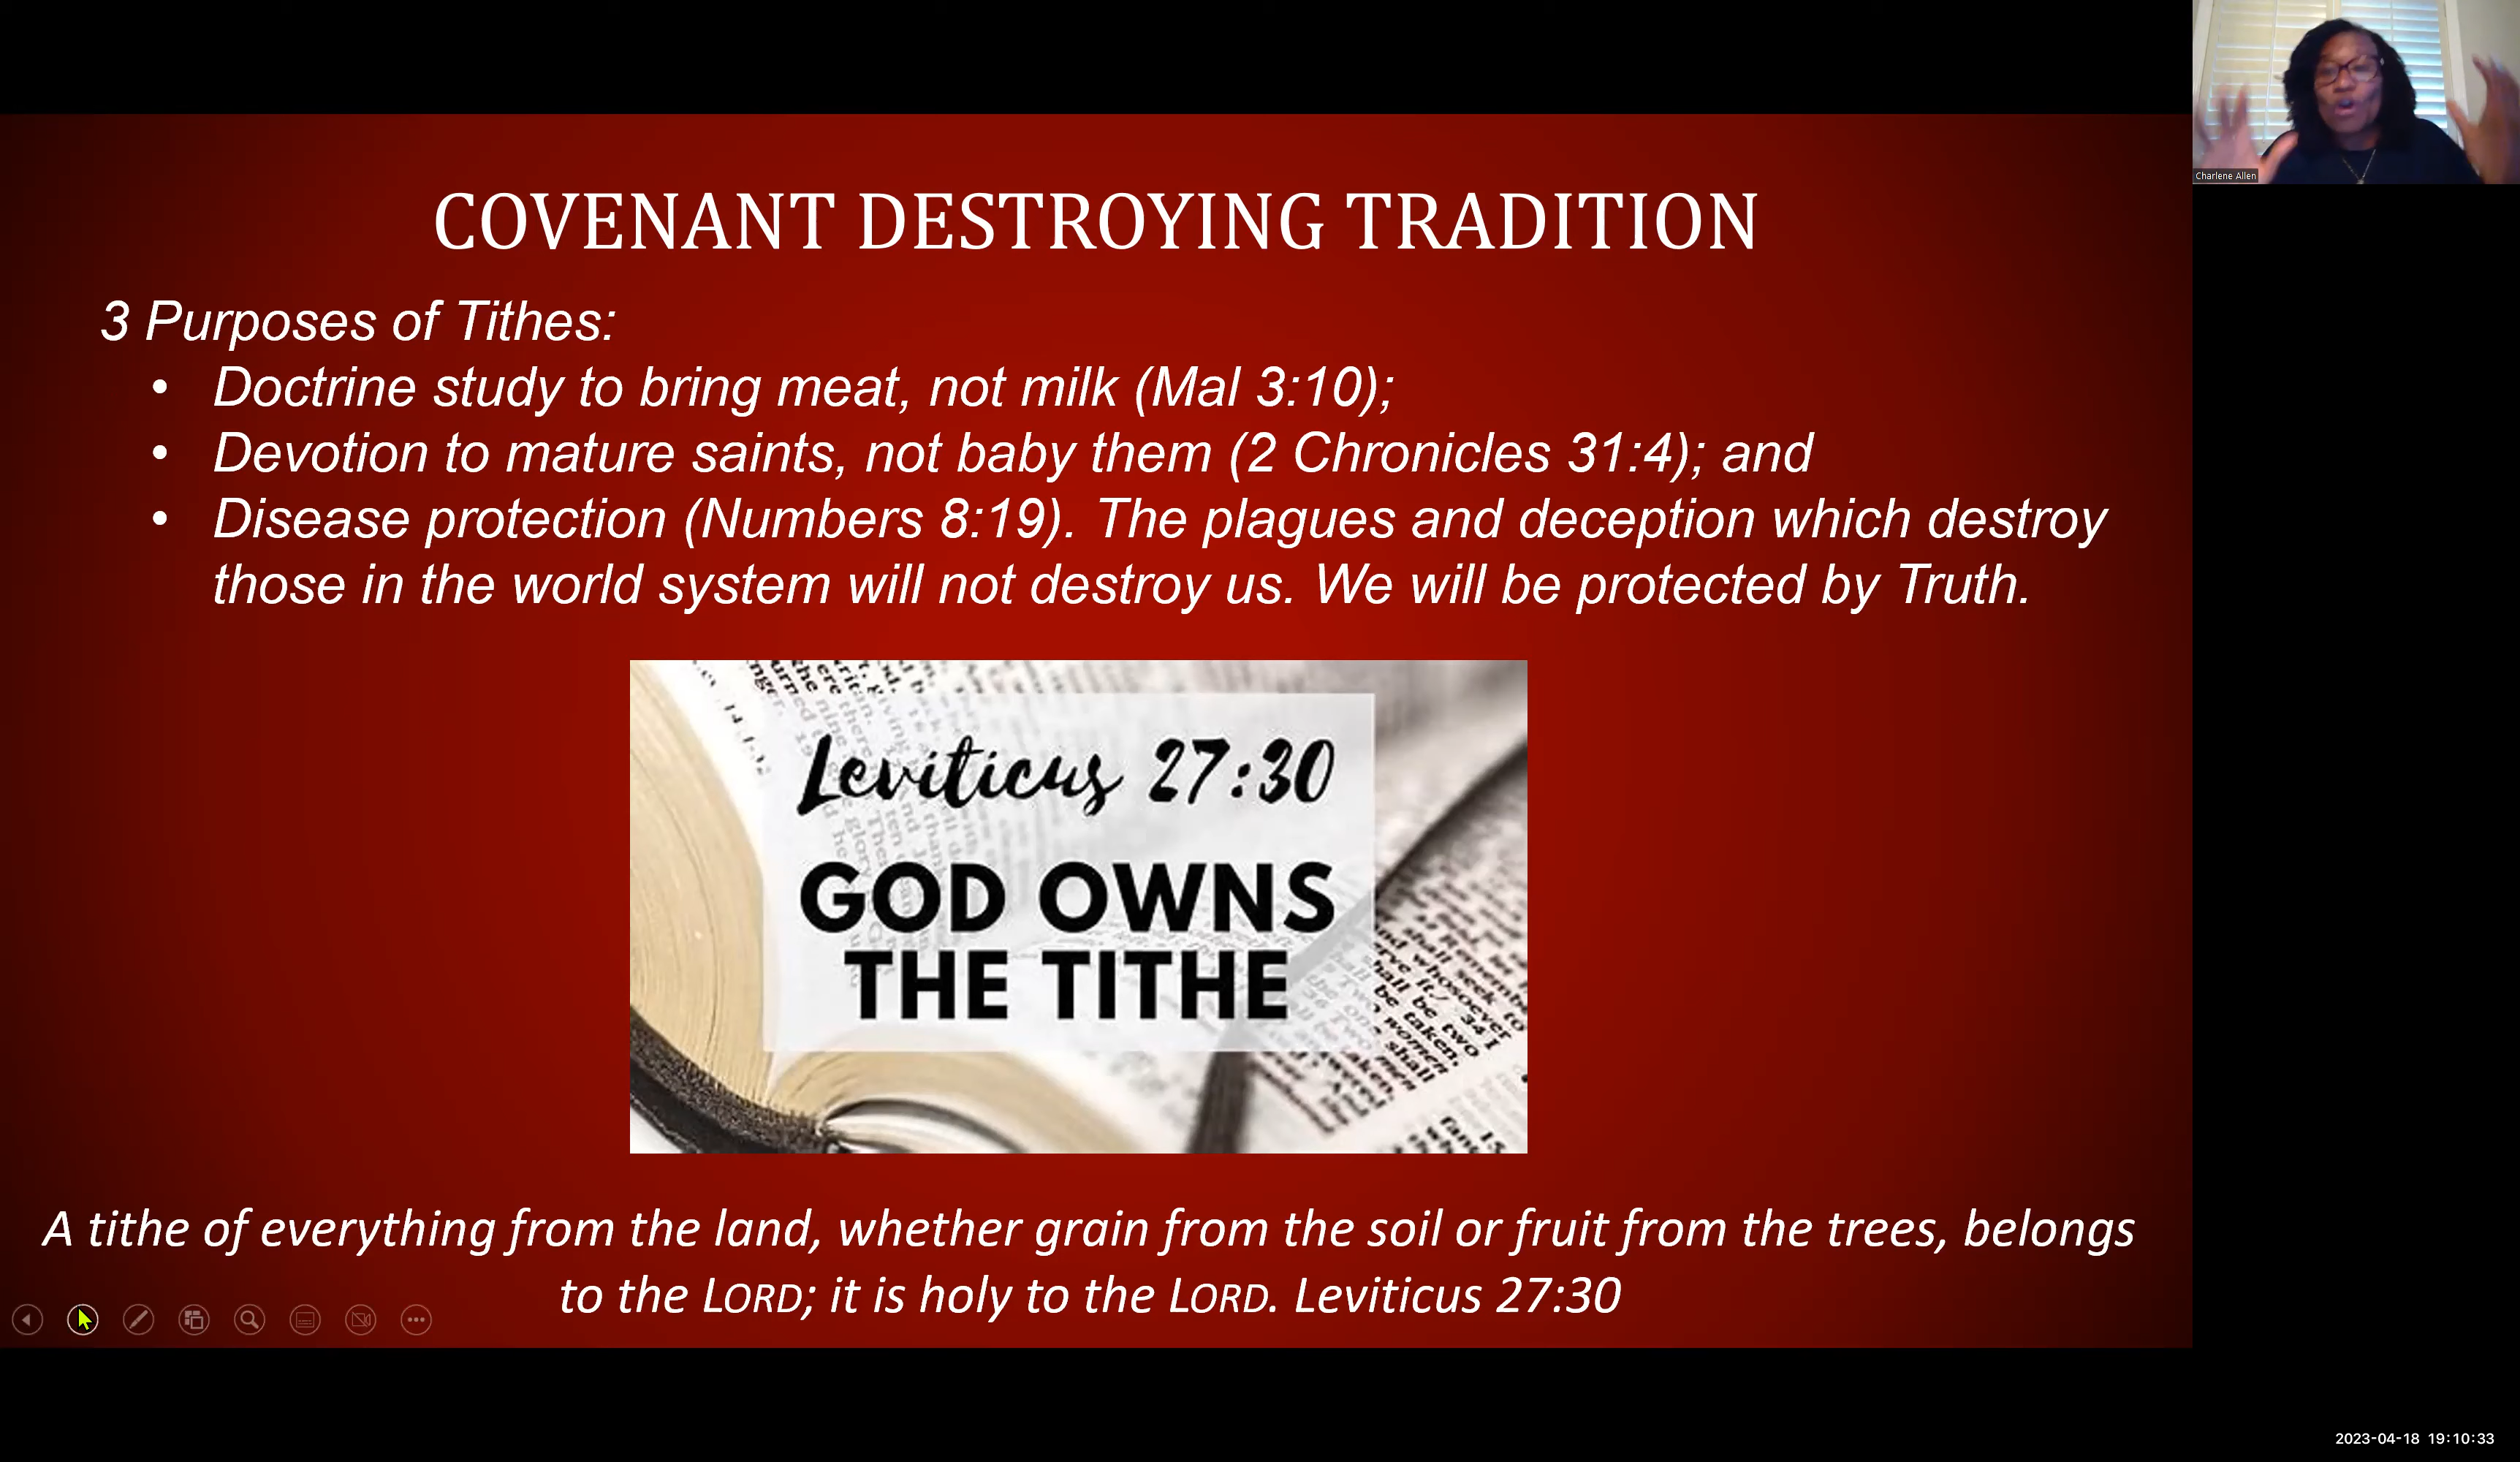 Charlene Allen
COVENANT DESTROYING TRADITION
3 Purposes of Tithes:
• Doctrine study to bring meat, not milk (Mal 3:10);
• Devotion to mature saints, not baby them (2 Chronicles 31:4); and
• Disease protection (Numbers 8:19). The plagues and deception which destroy
those in the world system will not destroy us. We will be protected by Truth.
Leviticus 27:30
GOD OWNS
THE TITHE
A tithe of everything from the land, whether grain from the soil or fruit from the trees, belongs
to the LORD; it is holy to the LORD. Leviticus 27:30
2023-04-18 19:10:33